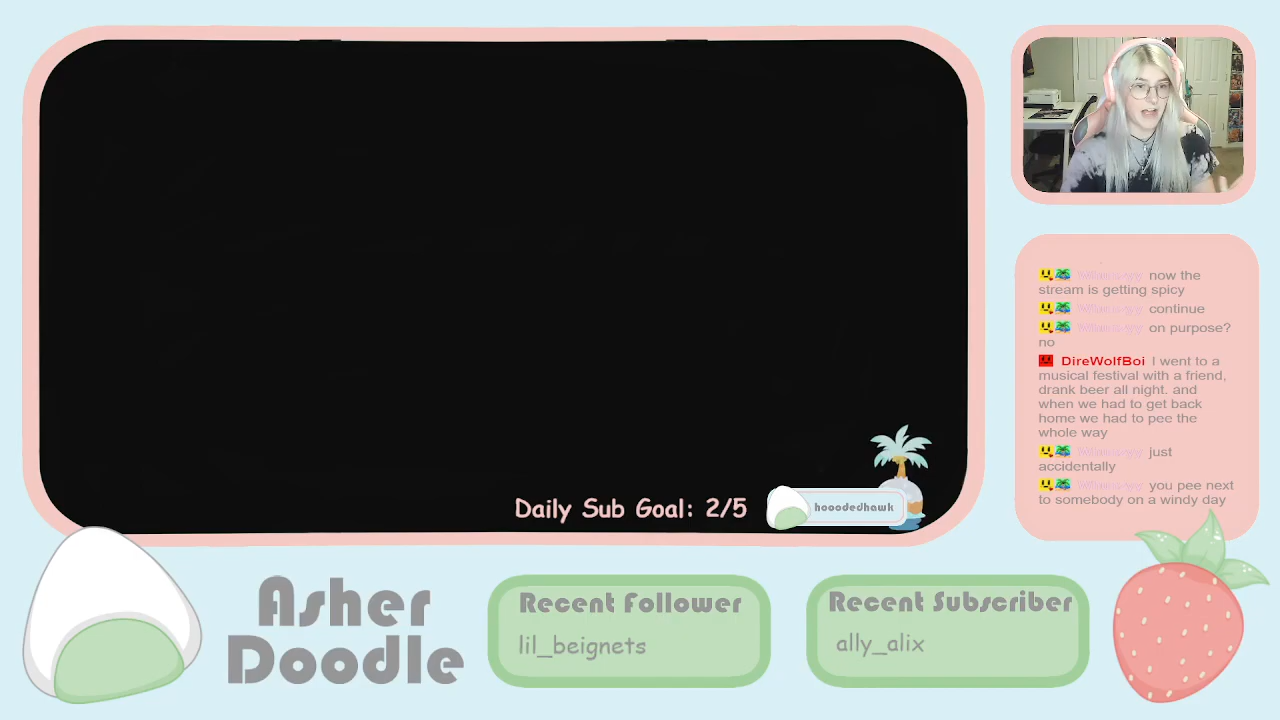 now the
stream is getting spicy
continue
on purpose?
no
DireWolfBoi I went to a
musical festival with a friend,
drank beer all night. and
when we had to get back
home we had to pee the
whole way
just
accidentally
you pee next
to somebody on a windy day
Daily Sub Goal: 2/5
hooodedhawk
Asher
Doodle
Recent Follower
lil_beignets
Recent Subscriber
ally_alix